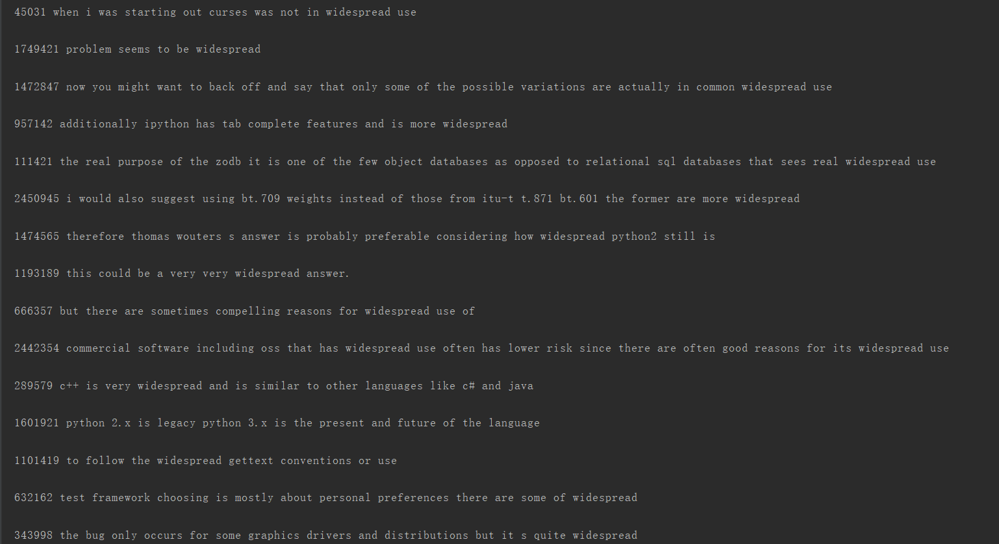 45031 when i was starting out curses was not in widespread use
1749421 problem seems to be widespread
1472847 now you might want to back off and say that only some of the possible variations are actually in common widespread use
957142 additionally ipython has tab complete features and is more widespread
111421 the real purpose of the zodb it is one of the few object databases as opposed to relational sql databases that sees real widespread use
2450945 i would also suggest using bt.709 weights instead of those from itu-t t.871 bt.601 the former are more widespread
1474565 therefore thomas wouters s answer is probably preferable considering how widespread python2 still is
1193189 this could be a very very widespread answer.
666357 but there are sometimes compelling reasons for widespread use of
2442354 commercial software including oss that has widespread use often has lower risk since there are often good reasons for its widespread use
289579 c++ is very widespread and is similar to other languages like c# and java
1601921 python 2.x is legacy python 3.x is the present and future of the language
1101419 to follow the widespread gettext conventions or use
632162 test framework choosing is mostly about personal preferences there are some of widespread
343998 the bug only occurs for some graphics drivers and distributions but it s quite widespread